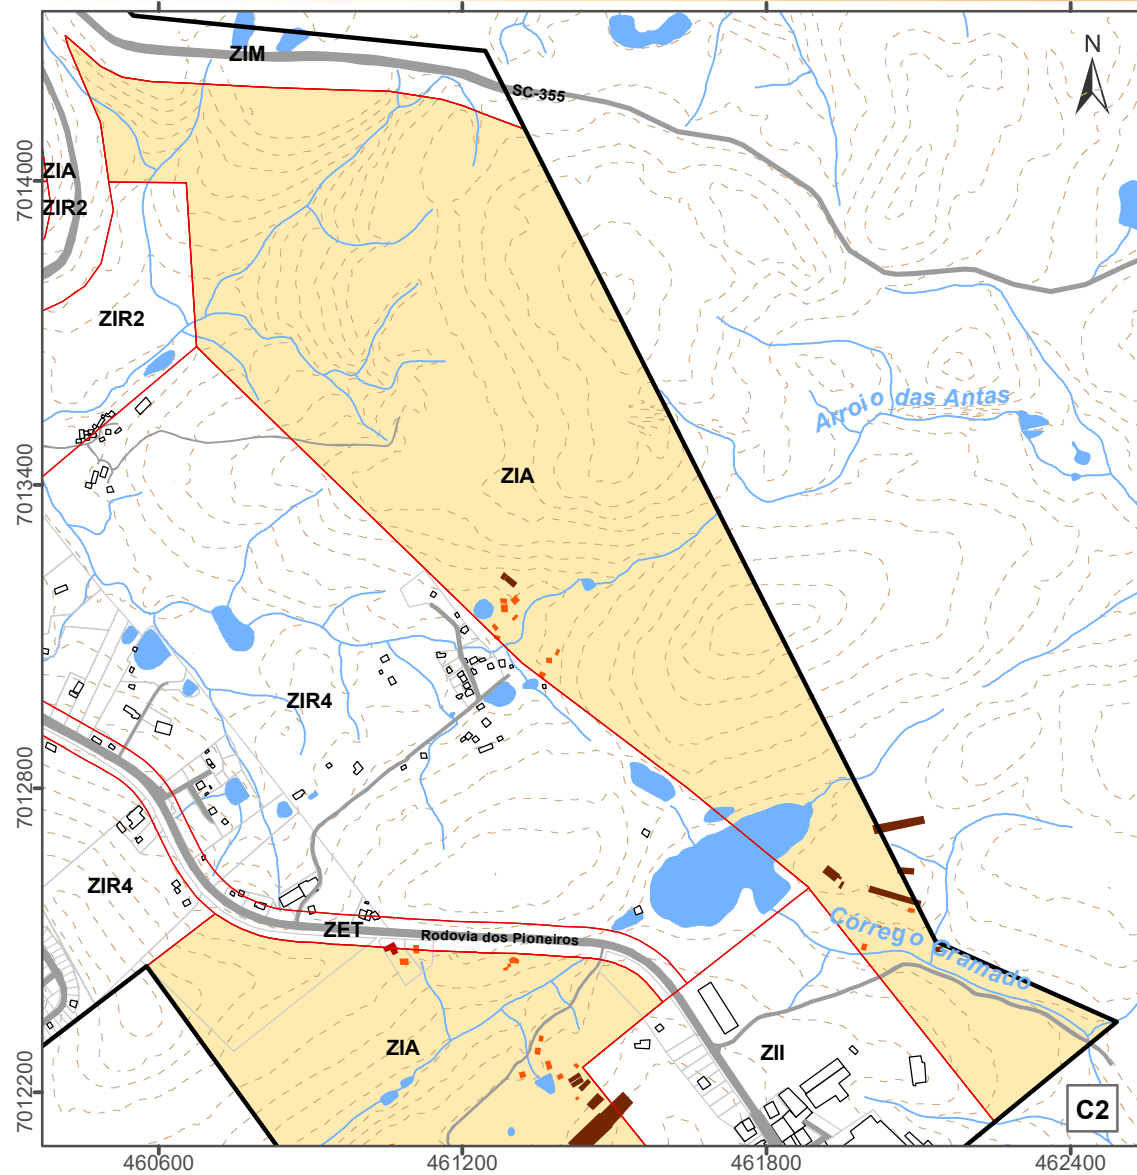 ZIM
SC-355
N
7014000
ZIA
ZIR2
ZIR2
Arroio das Antas
7013400
ZIA
ZIR4
7012800
ZIR4
ZET
Rodovia dos Pioneiros
Córrego Gramado
ZIA
ZII
7012200
C2
460600
461200
461800
462400